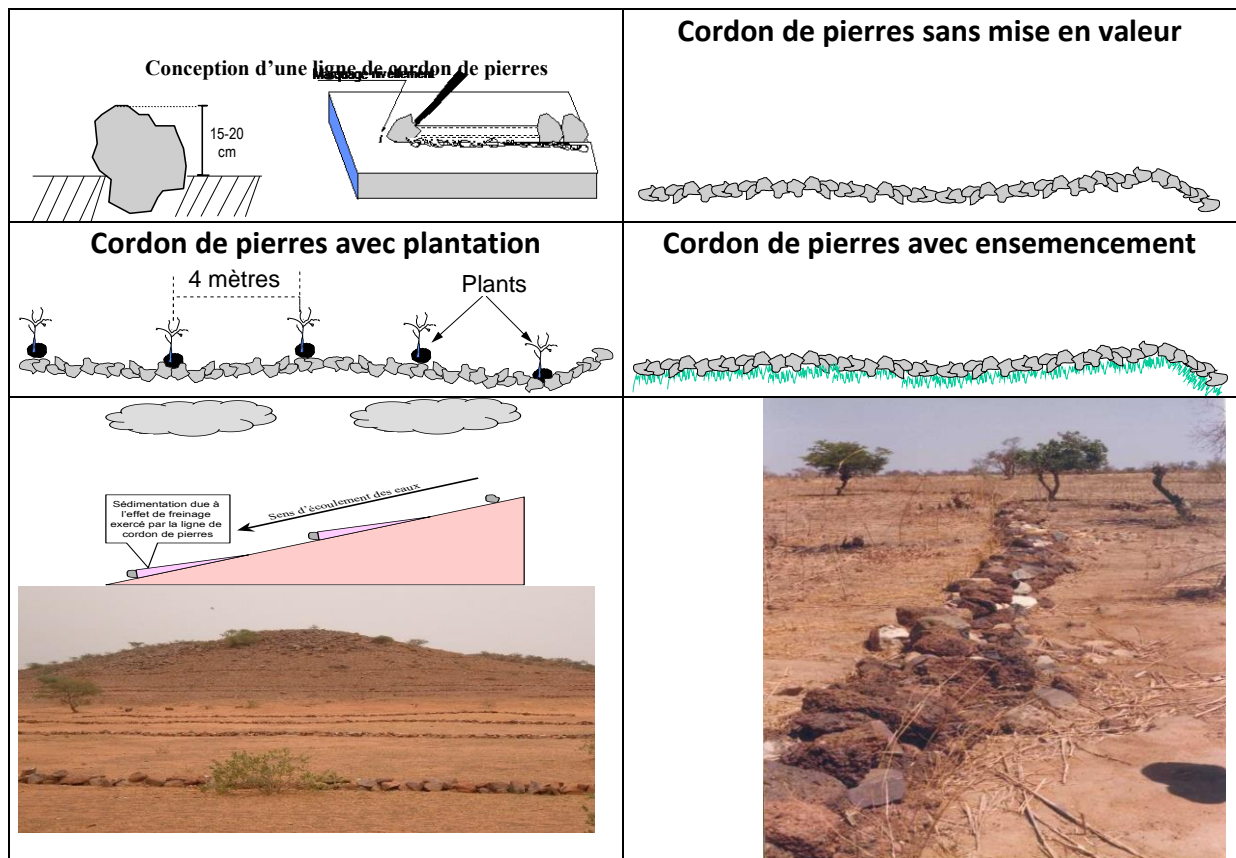 Conception d'une ligne de cordon de pierres
15-20
cm
Cordon de pierres sans mise en valeur
Cordon de pierres avec plantation
4 mètres
Plants
Cordon de pierres avec ensemencement
Sens d'écoulement des eaux
Sédimentation due à
l'effet de freinage
exercé par la ligne de
cordon de pierres